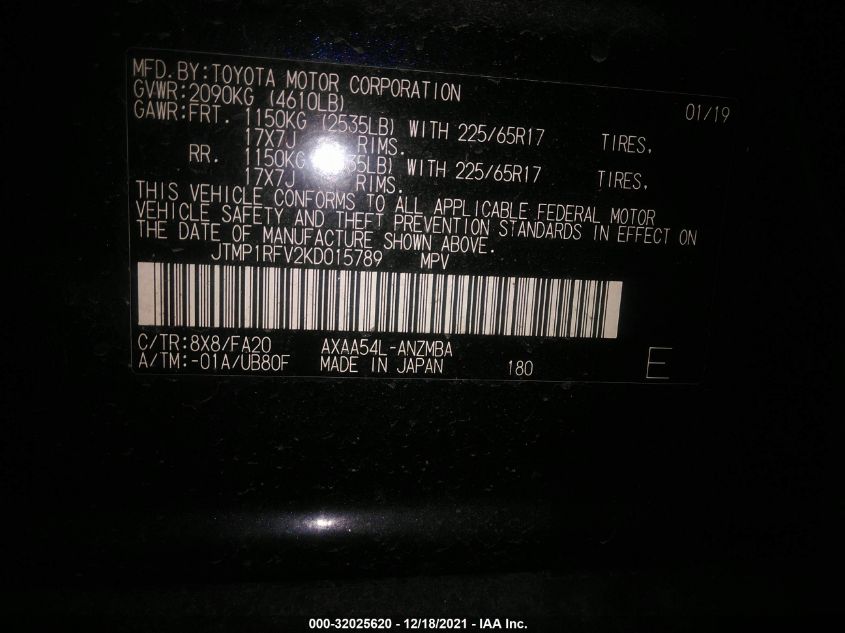 MFD.BY:TOYOTA MOTOR CORPORATION 01/19
GVWR:2090KG (4610LB)
GAWR:FRT. 1150KG (2535LB) WITH 225/65R17 TIRES,
17X7J RIMS.
RR. 1150KG 35LB) WITH 225/65R17 TIRES,
17X7J RIMS.
THIS VEHICLE CONFORMS TO ALL APPLICABLE FEDERAL MOTOR
VEHICLE SAFETY AND THEFT PREVENTION STANDARDS IN EFFECT ON
THE DATE OF MANUFACTURE SHOWN ABOVE.
JTMP1RFV2KD015789 MPV
C/TR:8X8/FA20 AXAA54L-ANZMBA
A/TM:-01A/UB80F MADE IN JAPAN 180 E
000-32025620 - 12/18/2021 - IAA Inc.